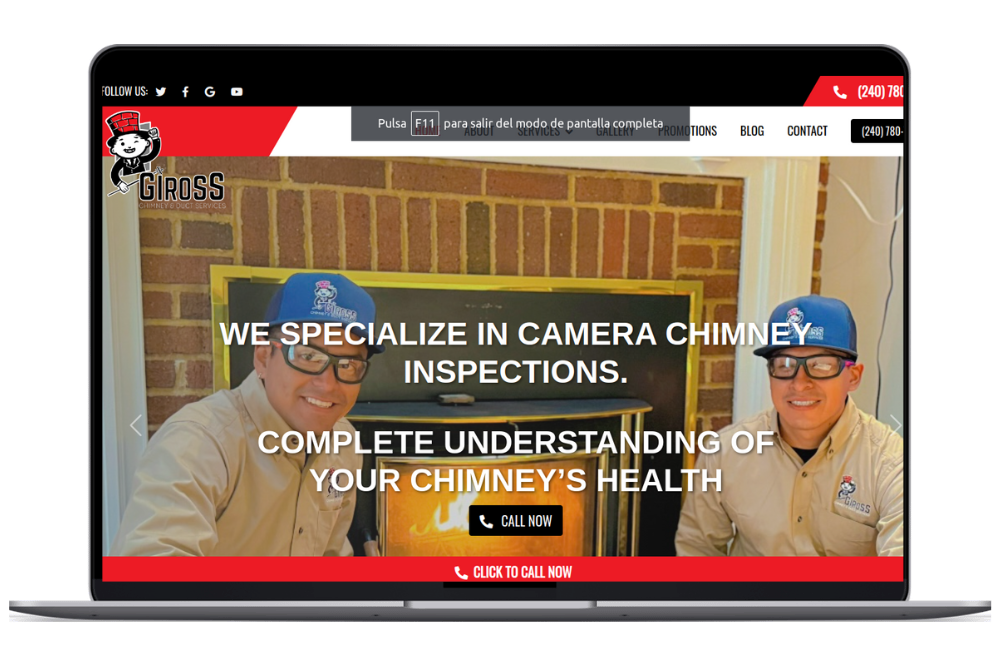 FOLLOW US:
(240) 780
Pulsa F11 para salir del modo de pantalla completa
HOME ABOUT SERVICES GALLERY PROMOTIONS BLOG CONTACT (240) 780-
GIROSS
CHIMNEY & DUCT SERVICES
WE SPECIALIZE IN CAMERA CHIMNEY
INSPECTIONS.
COMPLETE UNDERSTANDING OF
YOUR CHIMNEY’S HEALTH
GIROSS
CALL NOW
CLICK TO CALL NOW